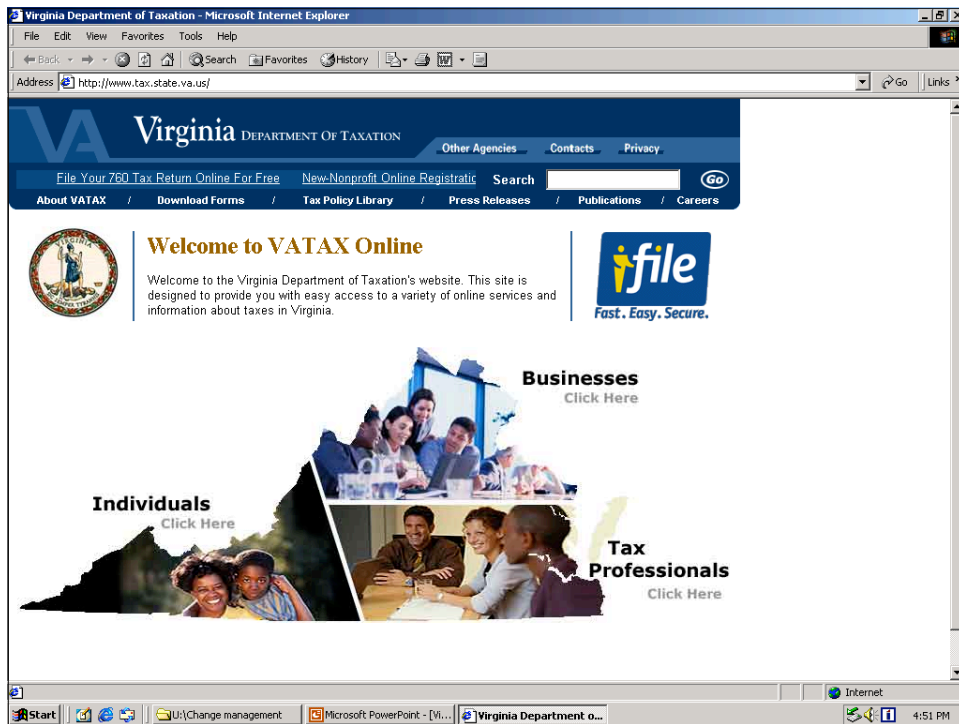 Virginia Department of Taxation - Microsoft Internet Explorer
File Edit View Favorites Tools Help
Back Search Favorites History
Address http://www.tax.state.va.us/ Go Links
VA
Virginia DEPARTMENT OF TAXATION
Other Agencies Contacts Privacy
File Your 760 Tax Return Online For Free New-Nonprofit Online Registratic Search Go
About VATAX / Download Forms / Tax Policy Library / Press Releases / Publications / Careers
VIRGINIA
Welcome to VATAX Online
Welcome to the Virginia Department of Taxation's website. This site is
designed to provide you with easy access to a variety of online services and
information about taxes in Virginia.
ifile
Fast. Easy. Secure.
Businesses
Click Here
Individuals
Click Here
Tax
Professionals
Click Here
Internet
Start U:\Change management Microsoft PowerPoint - [Vi... Virginia Department o... 4:51 PM